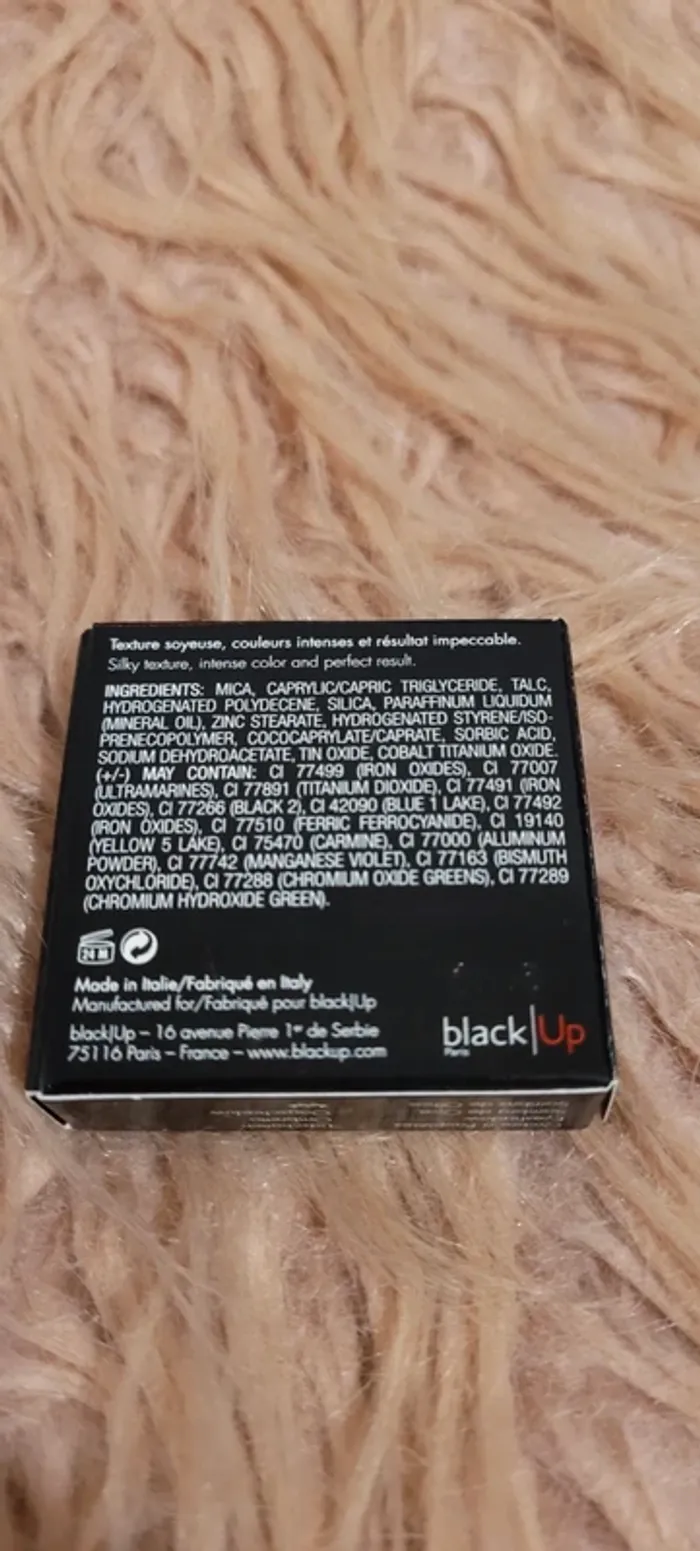 Texture soyeuse, couleurs intenses et résultat impeccable.
Silky texture, intense color and perfect result.
INGREDIENTS: MICA, CAPRYLIC/CAPRIC TRIGLYCERIDE, TALC,
HYDROGENATED POLYDECENE, SILICA, PARAFFINUM LIQUIDUM
(MINERAL OIL), ZINC STEARATE, HYDROGENATED STYRENE/ISO-
PRENECOPOLYMER, COCOCAPRYLATE/CAPRATE, SORBIC ACID,
SODIUM DEHYDROACETATE, TIN OXIDE, COBALT TITANIUM OXIDE.
(+/-) MAY CONTAIN: CI 77499 (IRON OXIDES), CI 77007
(ULTRAMARINES), CI 77891 (TITANIUM DIOXIDE), CI 77491 (IRON
OXIDES), CI 77266 (BLACK 2), CI 42090 (BLUE 1 LAKE), CI 77492
(IRON OXIDES), CI 77510 (FERRIC FERROCYANIDE), CI 19140
(YELLOW 5 LAKE), CI 75470 (CARMINE), CI 77000 (ALUMINUM
POWDER), CI 77742 (MANGANESE VIOLET), CI 77163 (BISMUTH
OXYCHLORIDE), CI 77288 (CHROMIUM OXIDE GREENS), CI 77289
(CHROMIUM HYDROXIDE GREEN).
24 M
Made in Italie/Fabriqué en Italy
Manufactured for/Fabriqué pour black|Up
black|Up – 16 avenue Pierre 1er de Serbie
75116 Paris – France – www.blackup.com
black|Up
Paris